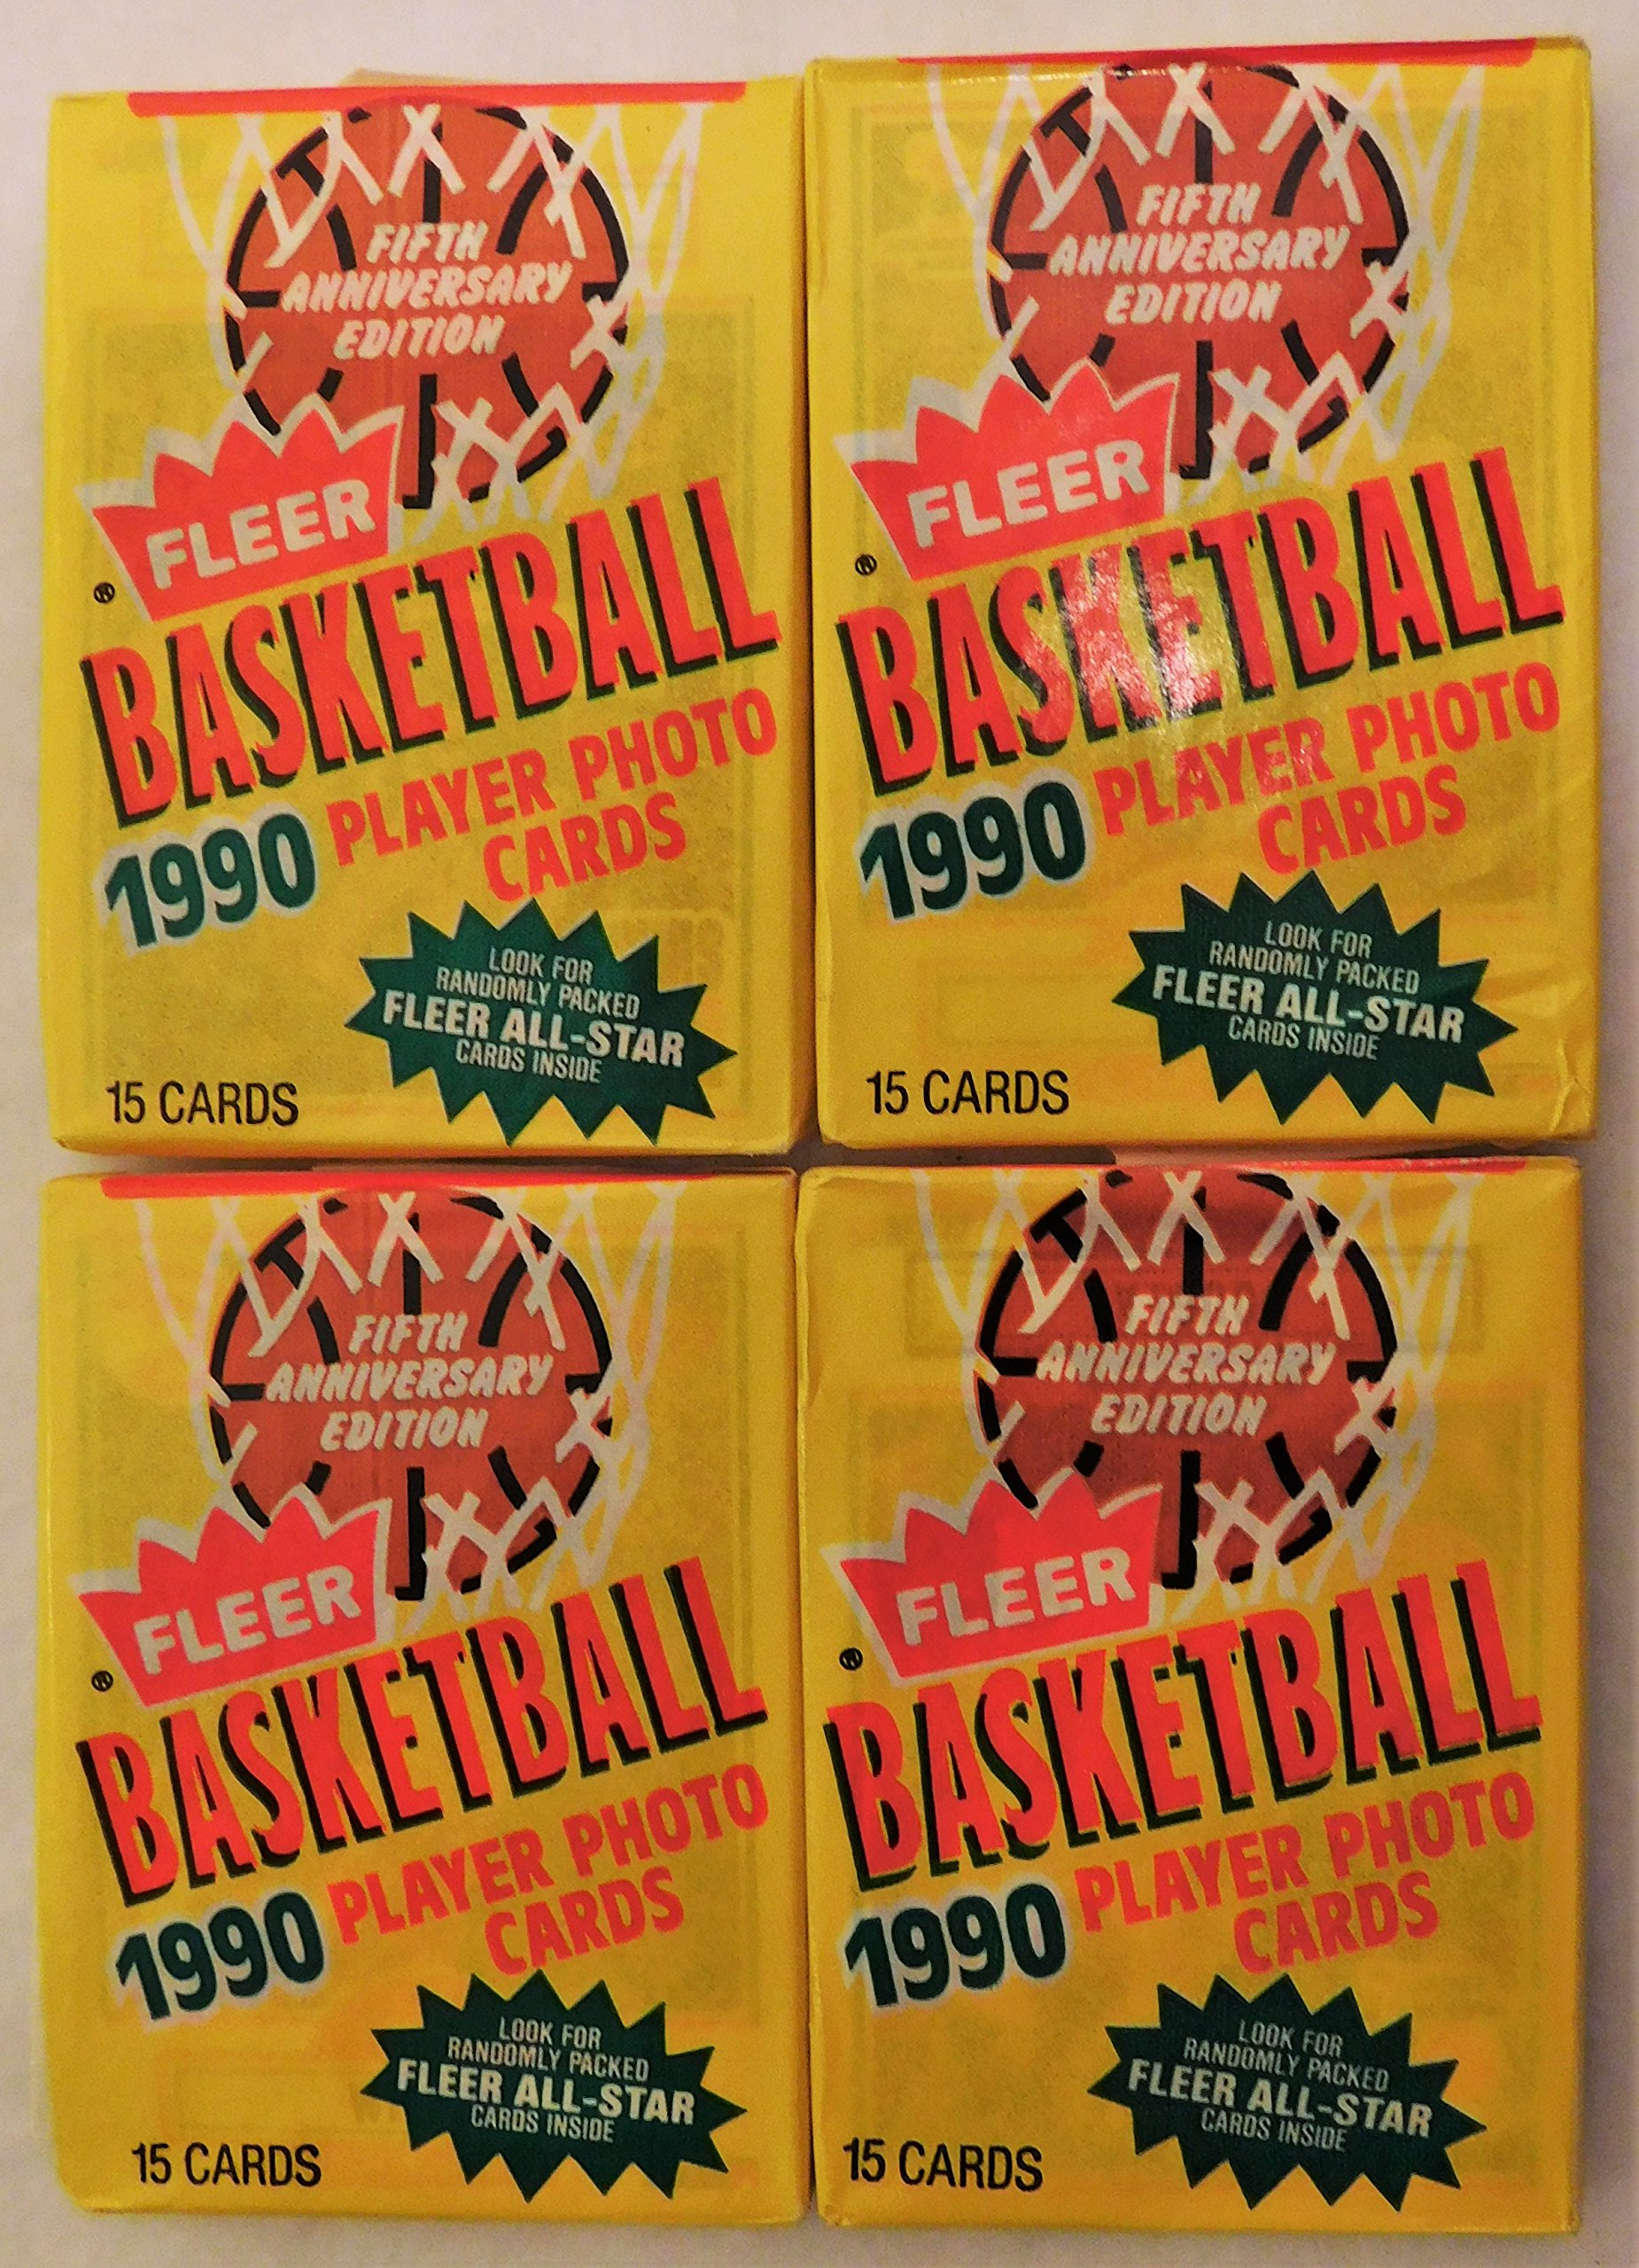 FIFTH
ANNIVERSARY
EDITION
FLEER
®
BASKETBALL
1990 PLAYER PHOTO
CARDS
LOOK FOR
RANDOMLY PACKED
FLEER ALL-STAR
CARDS INSIDE
15 CARDS
FIFTH
ANNIVERSARY
EDITION
FLEER
®
BASKETBALL
1990 PLAYER PHOTO
CARDS
LOOK FOR
RANDOMLY PACKED
FLEER ALL-STAR
CARDS INSIDE
15 CARDS
FIFTH
ANNIVERSARY
EDITION
FLEER
®
BASKETBALL
1990 PLAYER PHOTO
CARDS
LOOK FOR
RANDOMLY PACKED
FLEER ALL-STAR
CARDS INSIDE
15 CARDS
FIFTH
ANNIVERSARY
EDITION
FLEER
®
BASKETBALL
1990 PLAYER PHOTO
CARDS
LOOK FOR
RANDOMLY PACKED
FLEER ALL-STAR
CARDS INSIDE
15 CARDS